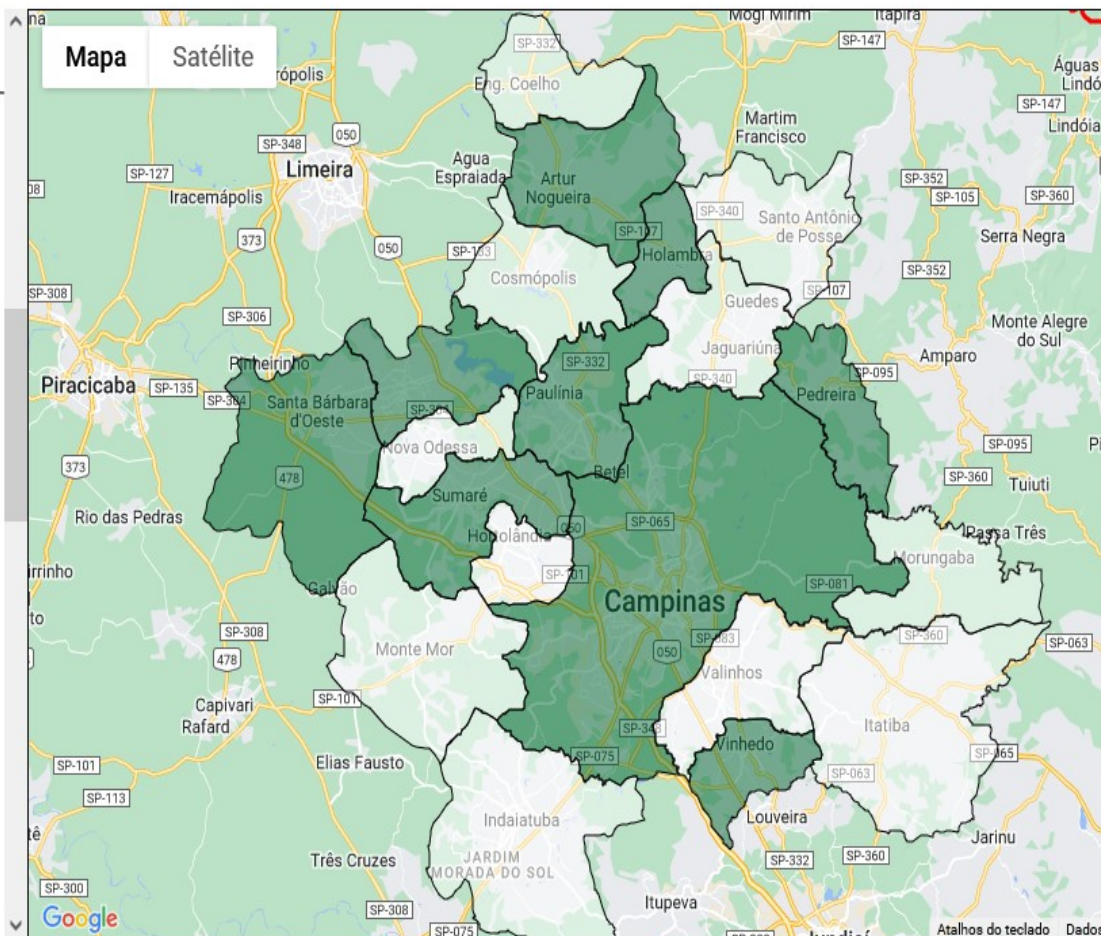 Mogi Mirim
Itapira
Mapa
Satélite
SP-332
SP-147
Águas
Eng. Coelho
SP-147
SP-348
050
Martim
Francisco
Limeira
Agua
Espraiada
SP-127
Artur
Nogueira
SP-352
SP-105
SP-360
Iracemápolis
SP-340
Santo Antônio
de Posse
373
050
Holambra
Serra Negra
Cosmópolis
SP-352
SP-308
Guedes
SP-107
SP-306
Monte Alegre
do Sul
Pinheirinho
SP-332
Jaguariúna
Amparo
Piracicaba
SP-135
SP-340
SP-095
Paulínia
Pedreira
Santa Bárbara
d'Oeste
Nova Odessa
SP-095
373
478
Betel
SP-360
Sumaré
Tuiuti
Rio das Pedras
050
SP-065
Hortolândia
Passa Três
Morungaba
SP-101
SP-081
Galvão
Campinas
SP-308
SP-360
SP-063
478
Monte Mor
050
Valinhos
SP-101
Capivari
Rafard
Itatiba
SP-348
Vinhedo
SP-075
SP-065
SP-101
Elias Fausto
SP-063
SP-113
Indaiatuba
Louveira
Jarinu
Três Cruzes
JARDIM
MORADA DO SOL
SP-332
SP-360
SP-300
Itupeva
Google
SP-308
SP-075
Atalhos do teclado
Dados